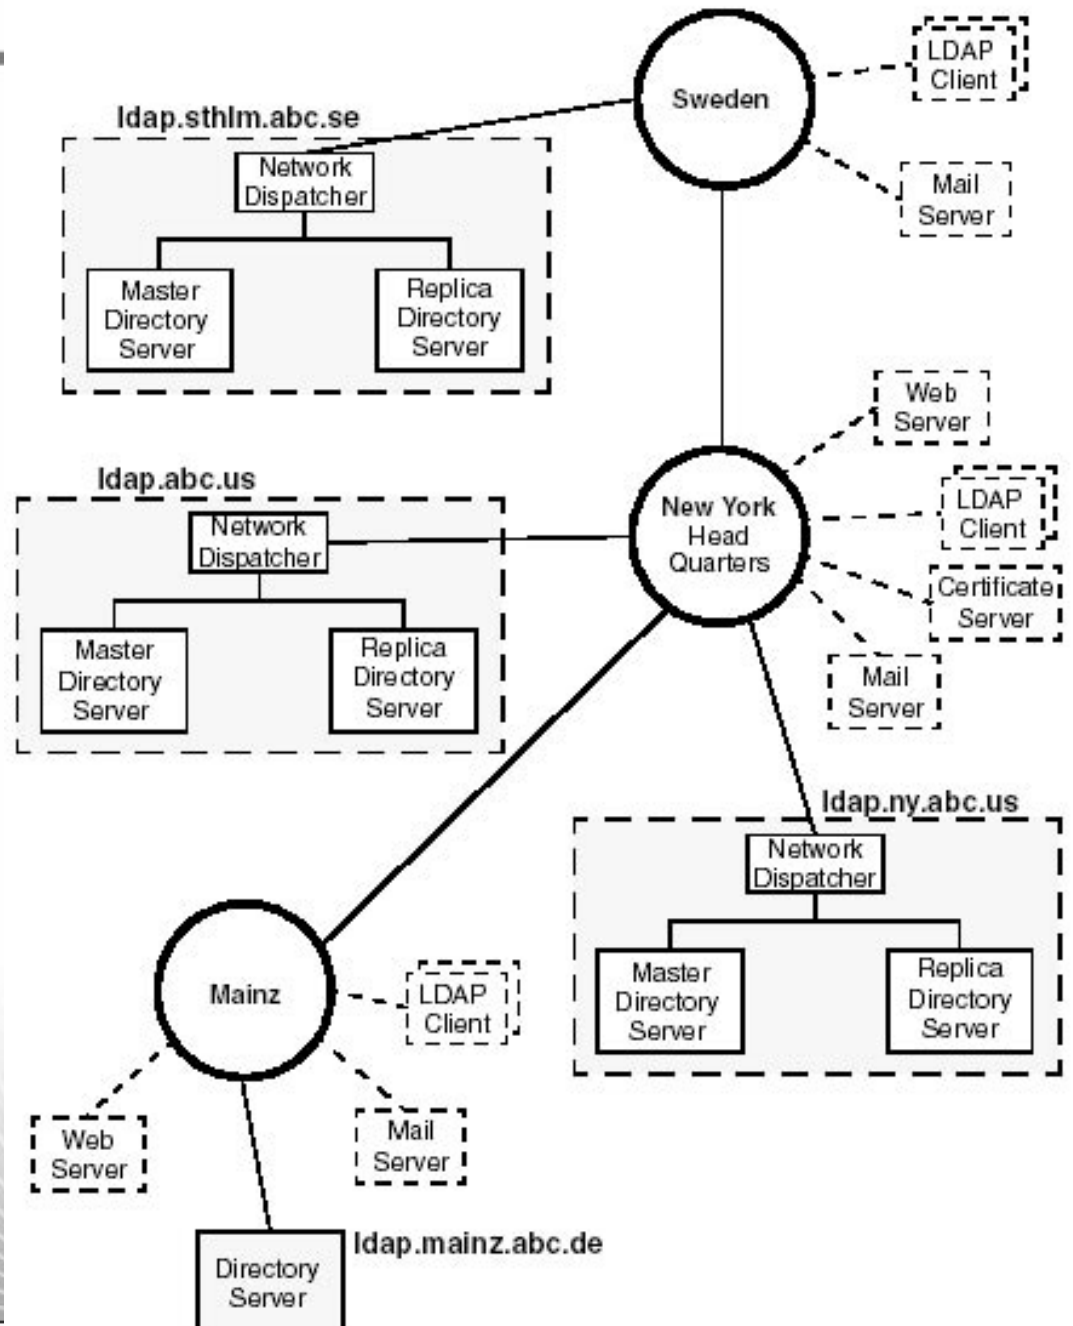 Sweden
LDAP
Client
Mail
Server
ldap.sthlm.abc.se
Network
Dispatcher
Master
Directory
Server
Replica
Directory
Server
Web
Server
ldap.abc.us
Network
Dispatcher
Master
Directory
Server
Replica
Directory
Server
New York
Head
Quarters
LDAP
Client
Certificate
Server
Mail
Server
ldap.ny.abc.us
Network
Dispatcher
Master
Directory
Server
Replica
Directory
Server
Mainz
LDAP
Client
Web
Server
Mail
Server
ldap.mainz.abc.de
Directory
Server